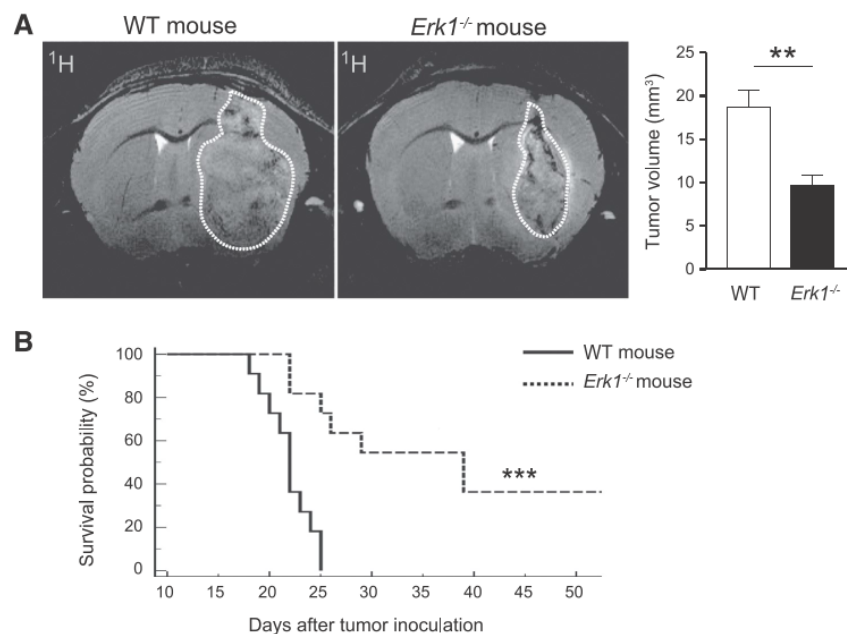 A
WT mouse
Erk1-/- mouse
1H
1H
Tumor volume (mm3)
25
20
15
10
5
0
**
WT
Erk1-/-
B
Survival probability (%)
100
80
60
40
20
0
WT mouse
Erk1-/- mouse
***
10 15 20 25 30 35 40 45 50
Days after tumor inoculation